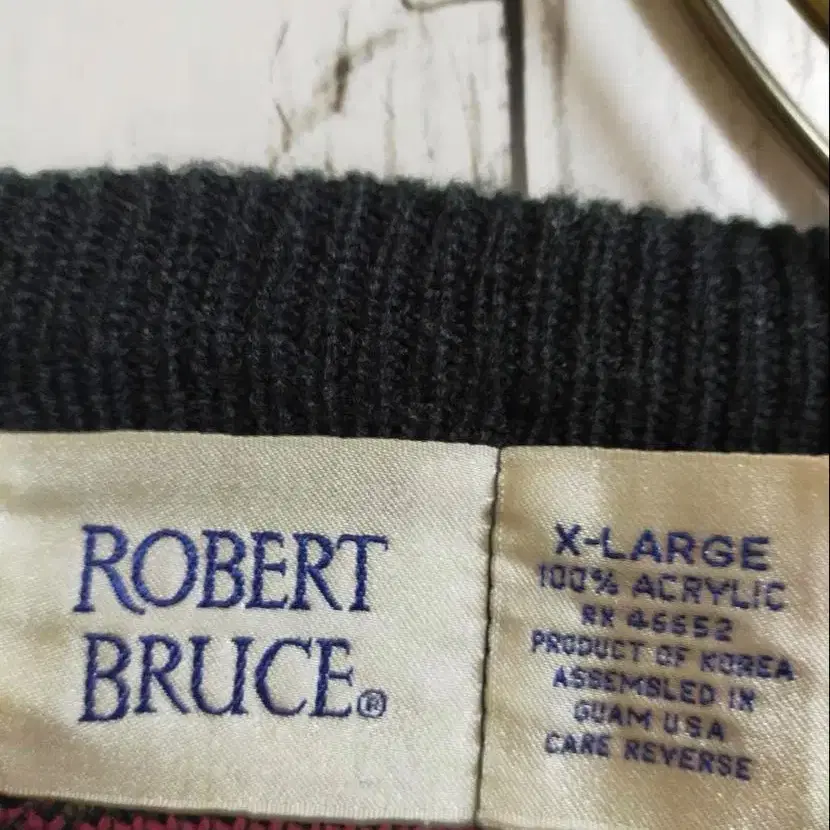 ROBERT
BRUCE®
X-LARGE
100% ACRYLIC
RN 46652
PRODUCT OF KOREA
ASSEMBLED IN
GUAM USA
CARE REVERSE